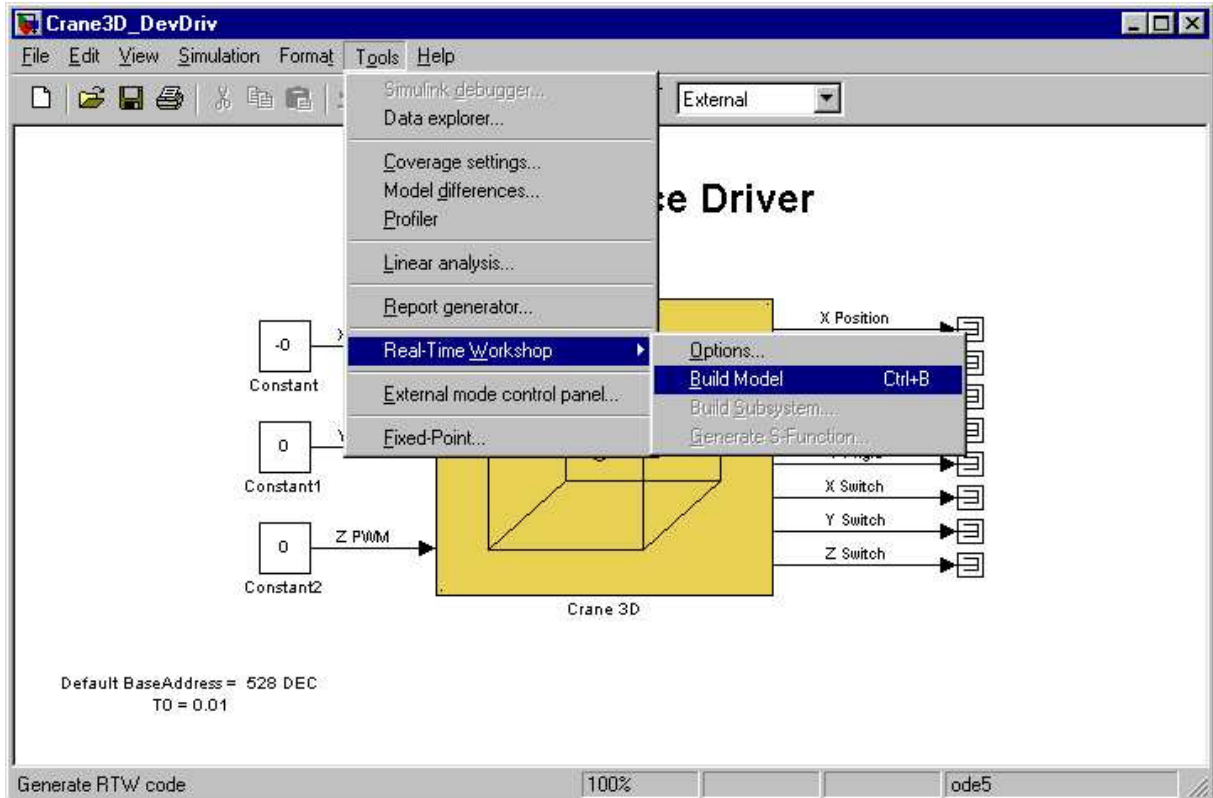 Crane3D_DevDriv
File Edit View Simulation Format Tools Help
External
Simulink debugger...
Data explorer...
Coverage settings...
Model differences...
Profiler
Linear analysis...
Report generator...
Real-Time Workshop
External mode control panel...
Fixed-Point...
Options...
Build Model Ctrl+B
Build Subsystem...
Generate S-Function...
Driver
-0
Constant
0
Constant1
0
Constant2
Z PWM
X Position
X Switch
Y Switch
Z Switch
Crane 3D
Default BaseAddress = 528 DEC
T0 = 0.01
Generate RTW code 100% ode5